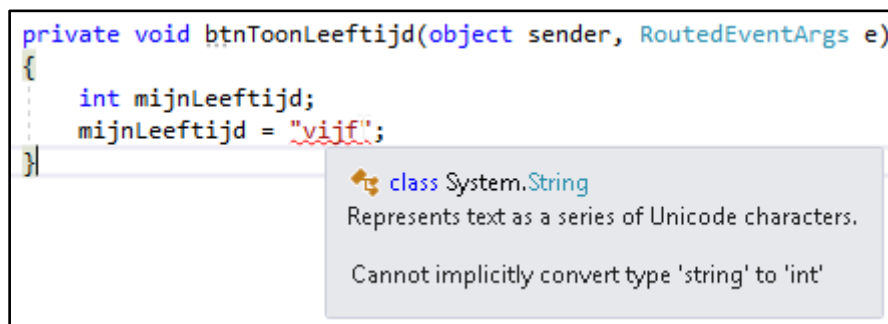 private void btnToonLeeftijd(object sender, RoutedEventArgs e)
{
int mijnLeeftijd;
mijnLeeftijd = "vijf";
}
class System.String
Represents text as a series of Unicode characters.
Cannot implicitly convert type 'string' to 'int'